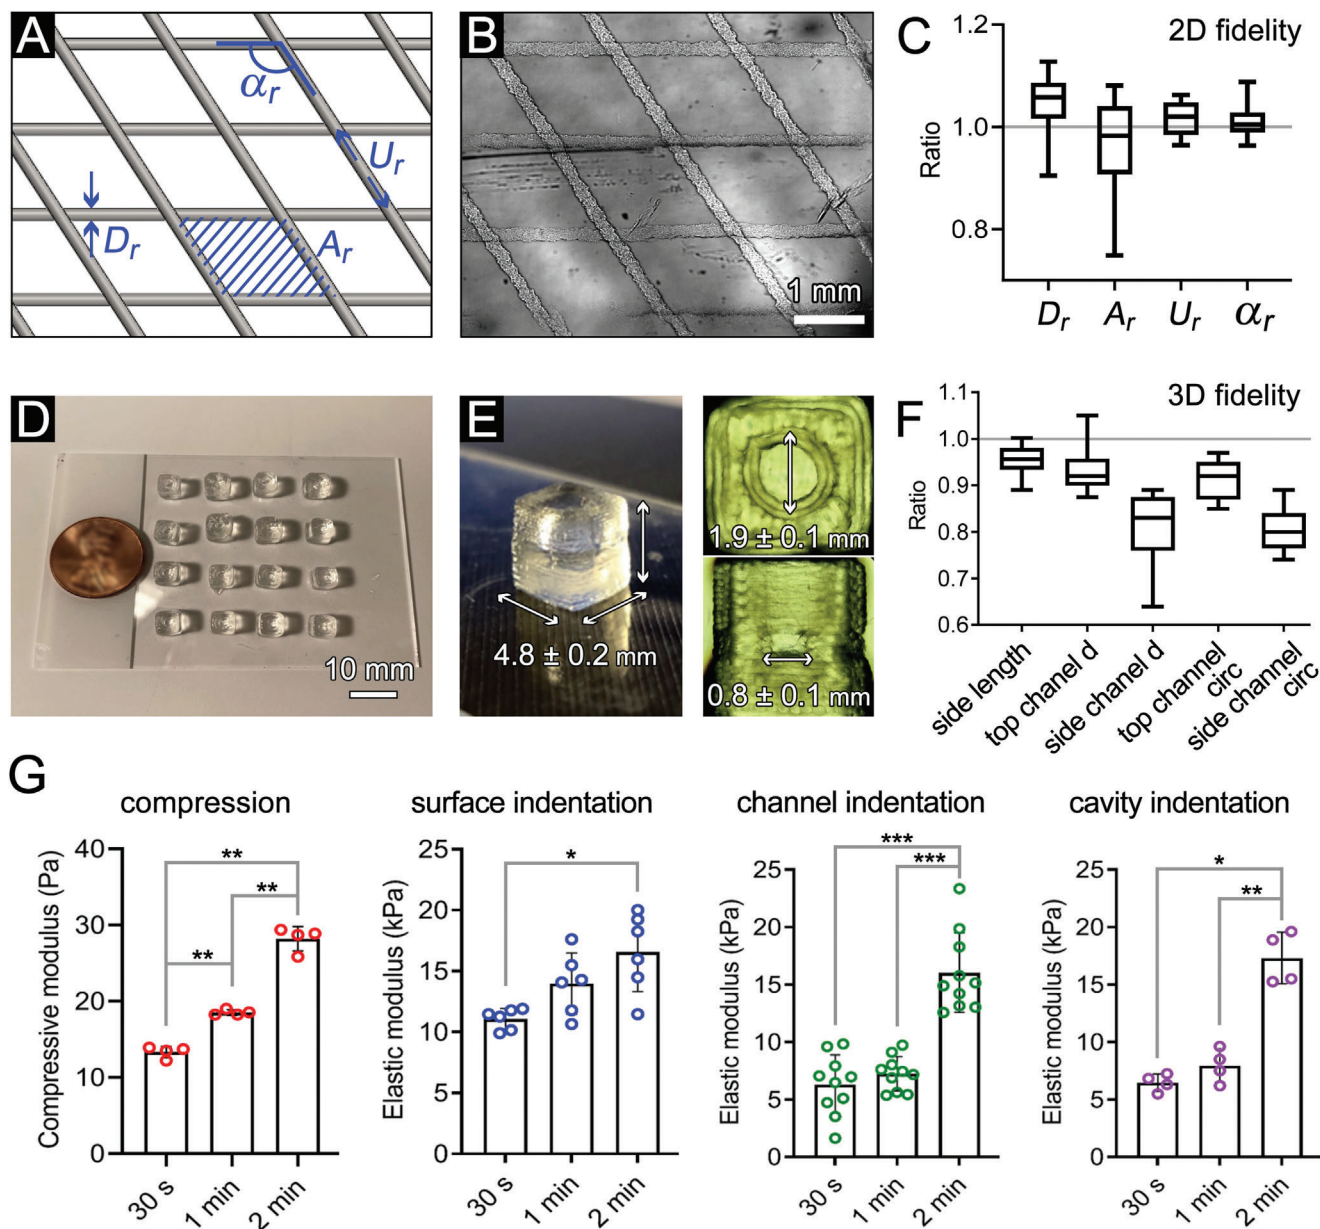 A
αr
Ur
Dr
Ar
B
1 mm
C
2D fidelity
1.2
1.0
0.8
Ratio
Dr
Ar
Ur
αr
D
10 mm
E
4.8 ± 0.2 mm
1.9 ± 0.1 mm
0.8 ± 0.1 mm
F
3D fidelity
1.1
1.0
0.9
0.8
0.7
0.6
Ratio
side length
top chanel d
side channel d
top channel
circ
side channel
circ
G
compression
**
**
**
40
30
20
10
0
Compressive modulus (Pa)
30 s
1 min
2 min
surface indentation
*
25
20
15
10
5
0
Elastic modulus (kPa)
30 s
1 min
2 min
channel indentation
***
***
25
20
15
10
5
0
Elastic modulus (kPa)
30 s
1 min
2 min
cavity indentation
*
**
25
20
15
10
5
0
Elastic modulus (kPa)
30 s
1 min
2 min